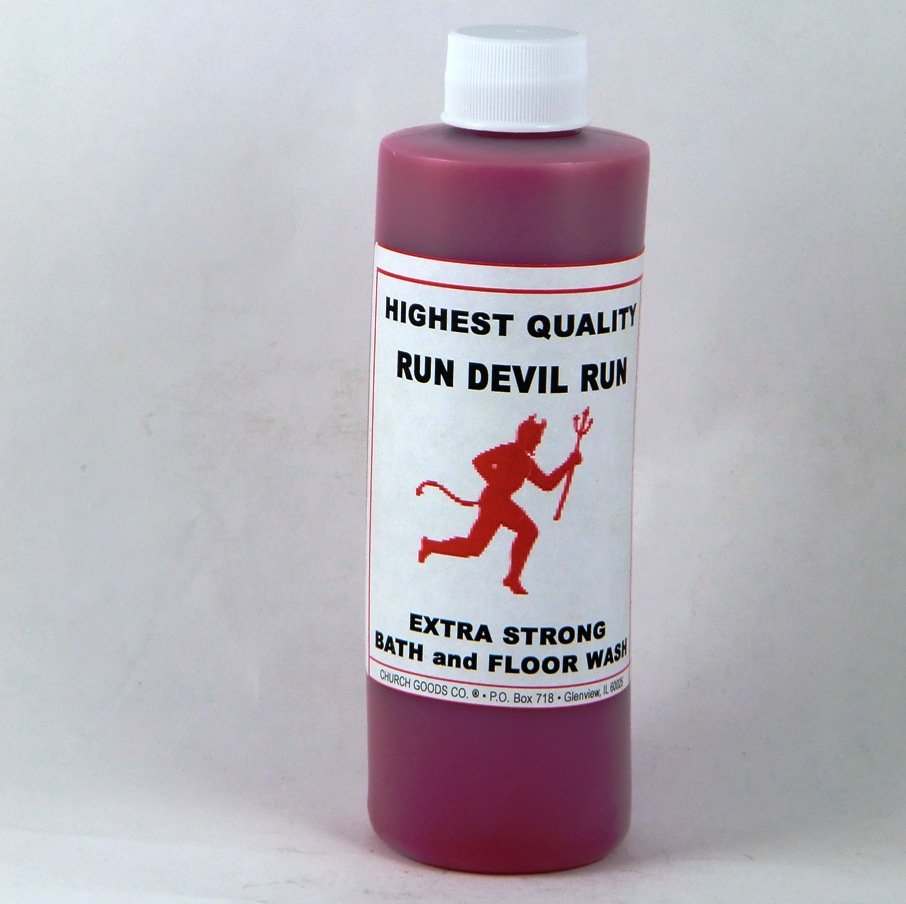 HIGHEST QUALITY
RUN DEVIL RUN
EXTRA STRONG
BATH and FLOOR WASH
CHURCH GOODS CO. ® • P.O. Box 718 • Glenview, IL 60025